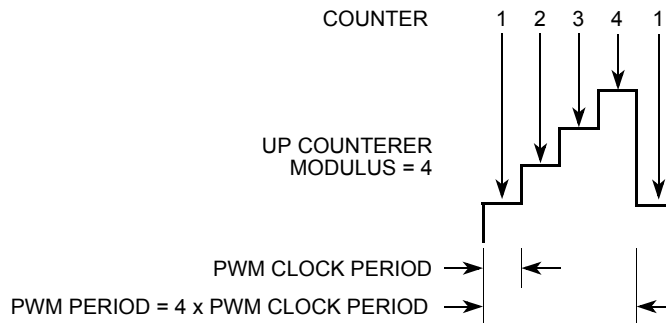 COUNTER 1 2 3 4 1
UP COUNTERER
MODULUS = 4
PWM CLOCK PERIOD
PWM PERIOD = 4 x PWM CLOCK PERIOD